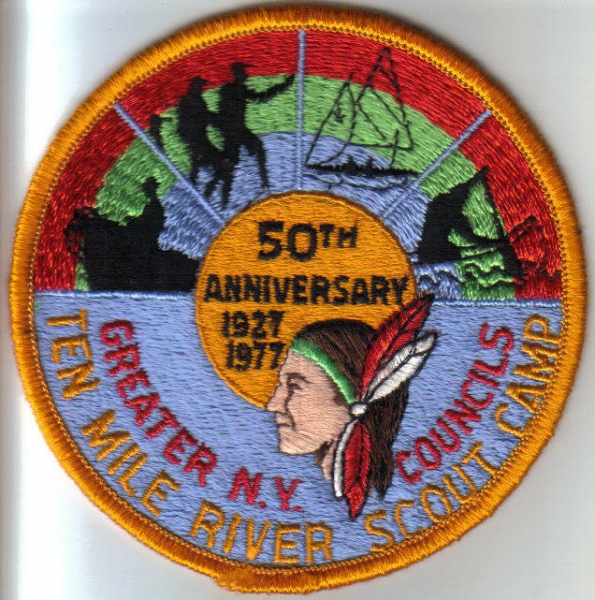 50TH
ANNIVERSARY
1927
1977
GREATER N.Y. COUNCILS
TEN MILE RIVER SCOUT CAMP